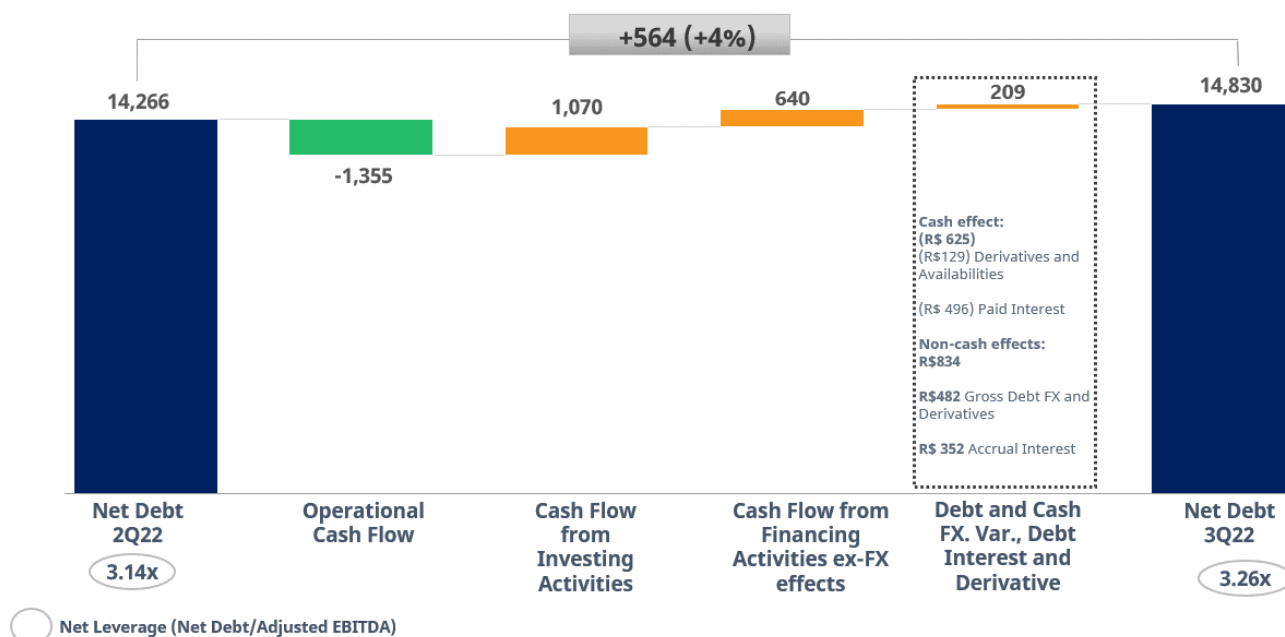 +564 (+4%)
14,266
-1,355
1,070
640
209
14,830
Cash effect:
(R$ 625)
(R$129) Derivatives and
Availabilities
(R$ 496) Paid Interest
Non-cash effects:
R$834
R$482 Gross Debt FX and
Derivatives
R$ 352 Accrual Interest
Net Debt
2Q22
3.14x
Operational
Cash Flow
Cash Flow
from
Investing
Activities
Cash Flow from
Financing
Activities ex-FX
effects
Debt and Cash
FX. Var., Debt
Interest and
Derivative
Net Debt
3Q22
3.26x
Net Leverage (Net Debt/Adjusted EBITDA)